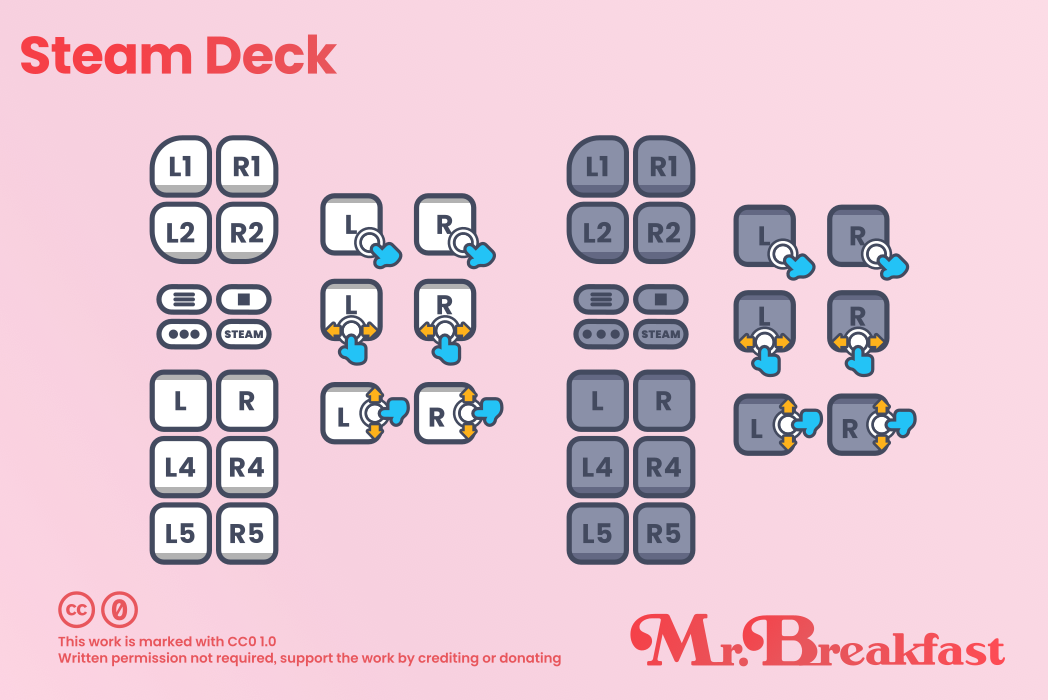 Steam Deck
L1 R1 L1 R1
L2 R2 L2 R2
L R L R
L R L R
STEAM STEAM
L R L R
L R L R
L4 R4 L4 R4
L5 R5 L5 R5
cc 0
This work is marked with CC0 1.0
Written permission not required, support the work by crediting or donating
Mr. Breakfast